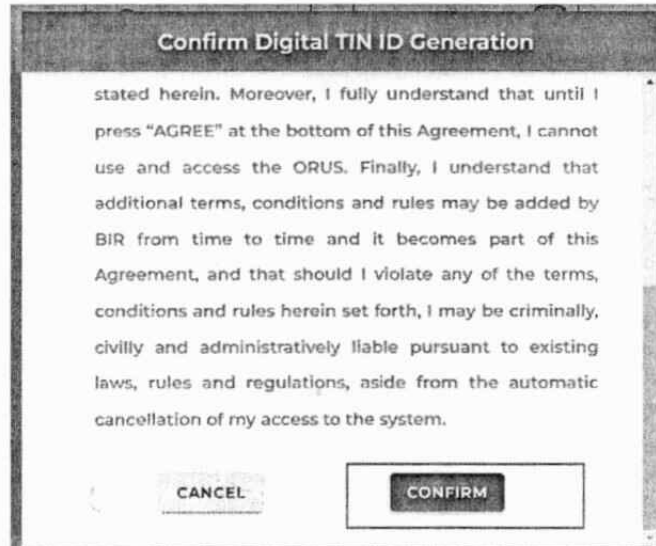 Confirm Digital TIN ID Generation
stated herein. Moreover, I fully understand that until I
press “AGREE” at the bottom of this Agreement, I cannot
use and access the ORUS. Finally, I understand that
additional terms, conditions and rules may be added by
BIR from time to time and it becomes part of this
Agreement, and that should I violate any of the terms,
conditions and rules herein set forth, I may be criminally,
civilly and administratively liable pursuant to existing
laws, rules and regulations, aside from the automatic
cancellation of my access to the system.
CANCEL CONFIRM